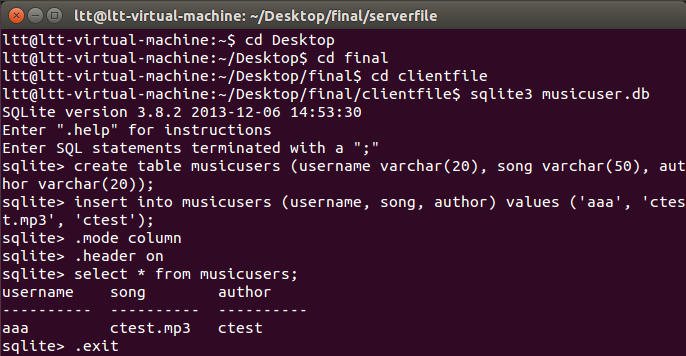 ltt@ltt-virtual-machine: ~/Desktop/final/serverfile
ltt@ltt-virtual-machine:~$ cd Desktop
ltt@ltt-virtual-machine:~/Desktop$ cd final
ltt@ltt-virtual-machine:~/Desktop/final$ cd clientfile
ltt@ltt-virtual-machine:~/Desktop/final/clientfile$ sqlite3 musicuser.db
SQLite version 3.8.2 2013-12-06 14:53:30
Enter ".help" for instructions
Enter SQL statements terminated with a ";"
sqlite> create table musicusers (username varchar(20), song varchar(50), aut
hor varchar(20));
sqlite> insert into musicusers (username, song, author) values ('aaa', 'ctes
t.mp3', 'ctest');
sqlite> .mode column
sqlite> .header on
sqlite> select * from musicusers;
username    song        author
----------  ----------  ----------
aaa         ctest.mp3   ctest
sqlite> .exit